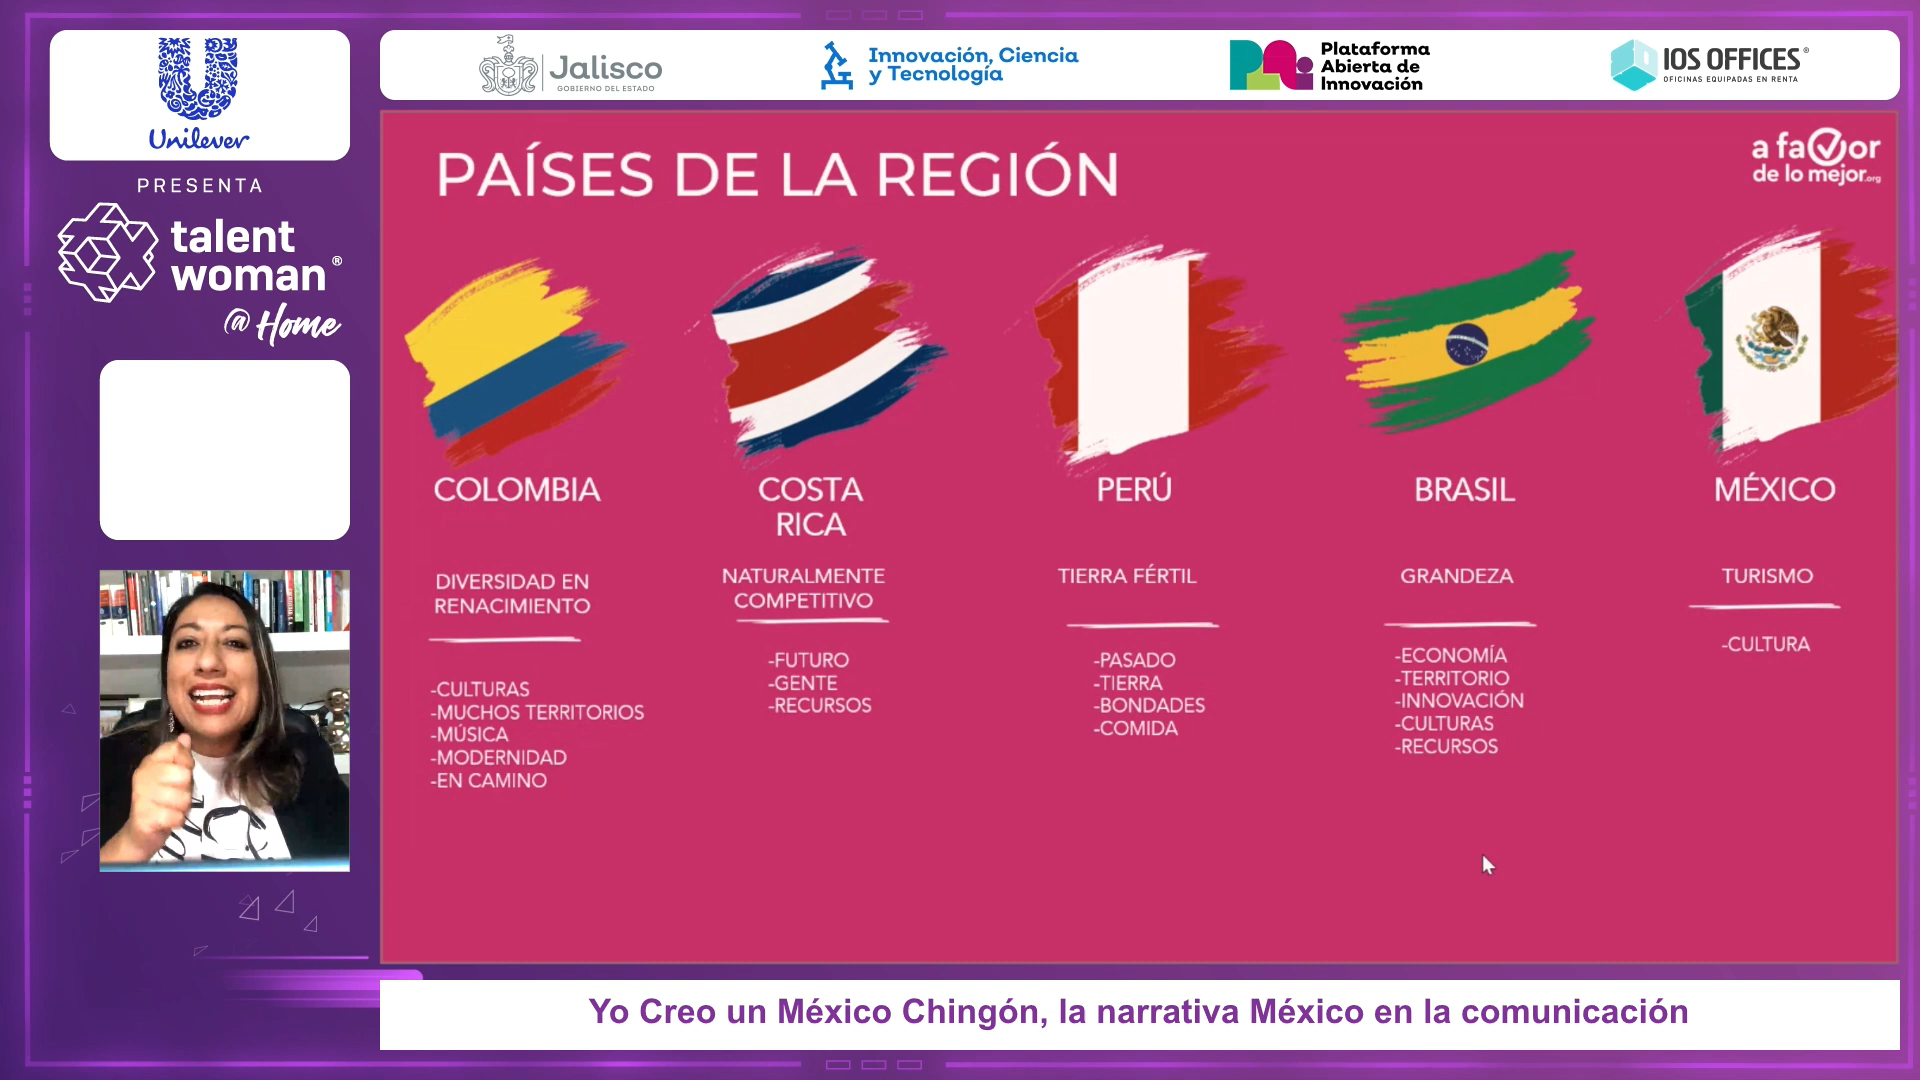 Unilever
PRESENTA
talent
woman®
@ Home
Jalisco
GOBIERNO DEL ESTADO
Innovación, Ciencia
y Tecnología
Plataforma
Abierta de
Innovación
IOS OFFICES®
OFICINAS EQUIPADAS EN RENTA
PAÍSES DE LA REGIÓN
a favor
de lo mejor.org
COLOMBIA
DIVERSIDAD EN
RENACIMIENTO
-CULTURAS
-MUCHOS TERRITORIOS
-MÚSICA
-MODERNIDAD
-EN CAMINO
COSTA
RICA
NATURALMENTE
COMPETITIVO
-FUTURO
-GENTE
-RECURSOS
PERÚ
TIERRA FÉRTIL
-PASADO
-TIERRA
-BONDADES
-COMIDA
BRASIL
GRANDEZA
-ECONOMÍA
-TERRITORIO
-INNOVACIÓN
-CULTURAS
-RECURSOS
MÉXICO
TURISMO
-CULTURA
Yo Creo un México Chingón, la narrativa México en la comunicación